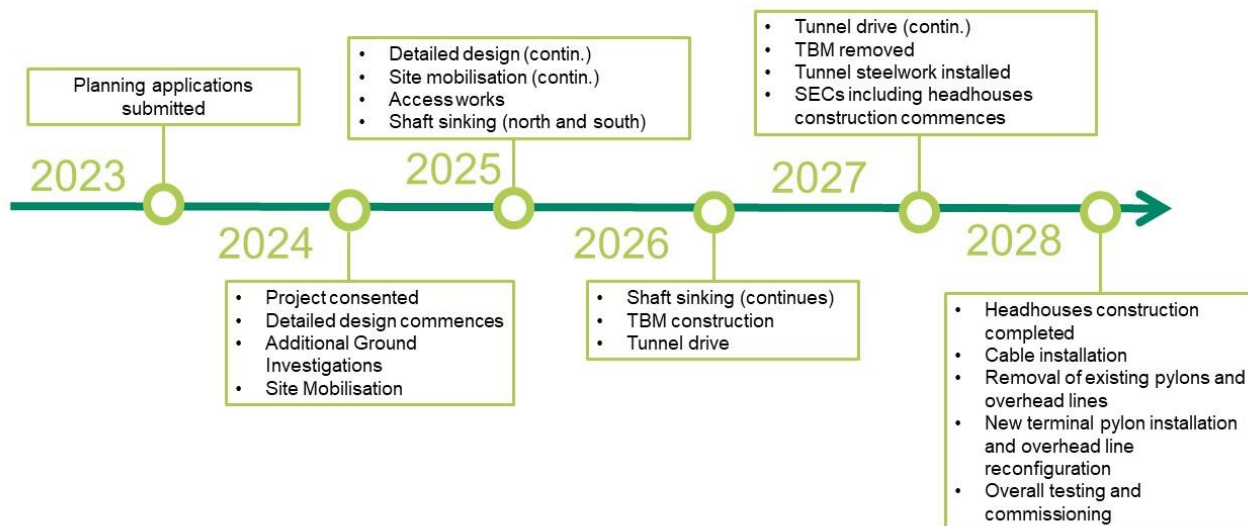 2023
Planning applications
submitted
2024
• Project consented
• Detailed design commences
• Additional Ground
Investigations
• Site Mobilisation
2025
• Detailed design (contin.)
• Site mobilisation (contin.)
• Access works
• Shaft sinking (north and south)
2026
• Shaft sinking (continues)
• TBM construction
• Tunnel drive
2027
• Tunnel drive (contin.)
• TBM removed
• Tunnel steelwork installed
• SECs including headhouses
construction commences
2028
• Headhouses construction
completed
• Cable installation
• Removal of existing pylons and
overhead lines
• New terminal pylon installation
and overhead line
reconfiguration
• Overall testing and
commissioning